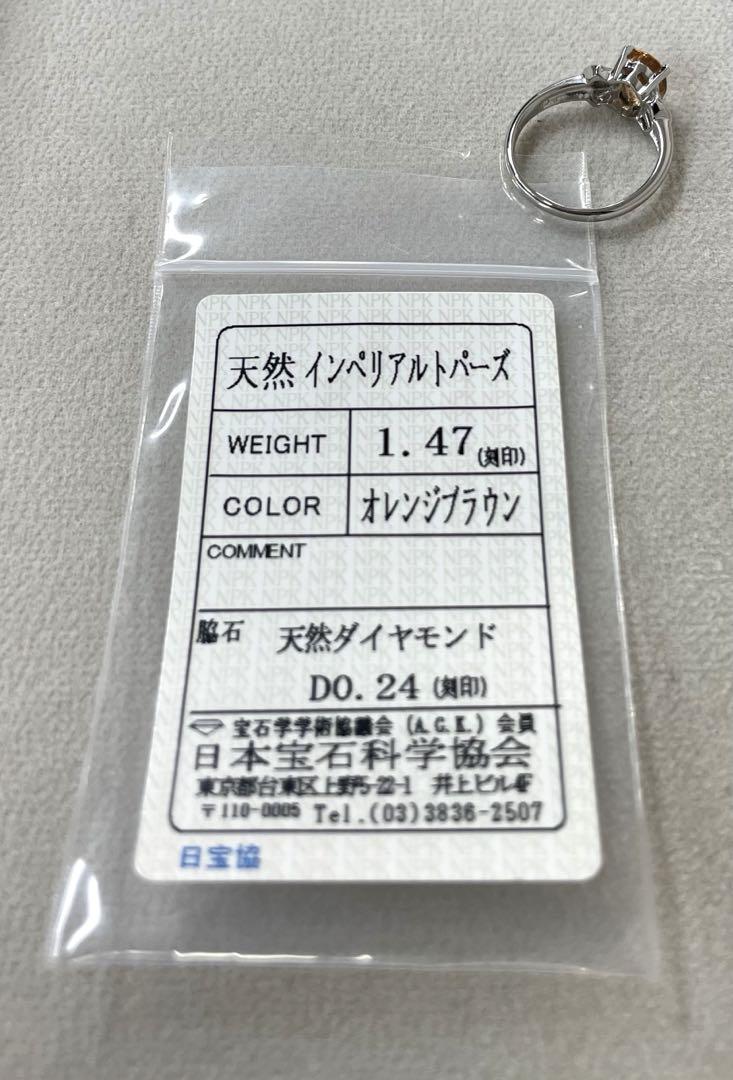 天然 インペリアルトパーズ
WEIGHT 1.47 (刻印)
COLOR オレンジブラウン
COMMENT
脇石 天然ダイヤモンド
D0.24 (刻印)
宝石学学術協議会 (A.G.K.) 会員
日本宝石科学協会
東京都台東区上野5-22-1 井上ビル4F
〒110-0005 Tel.(03)3836-2507
日宝協